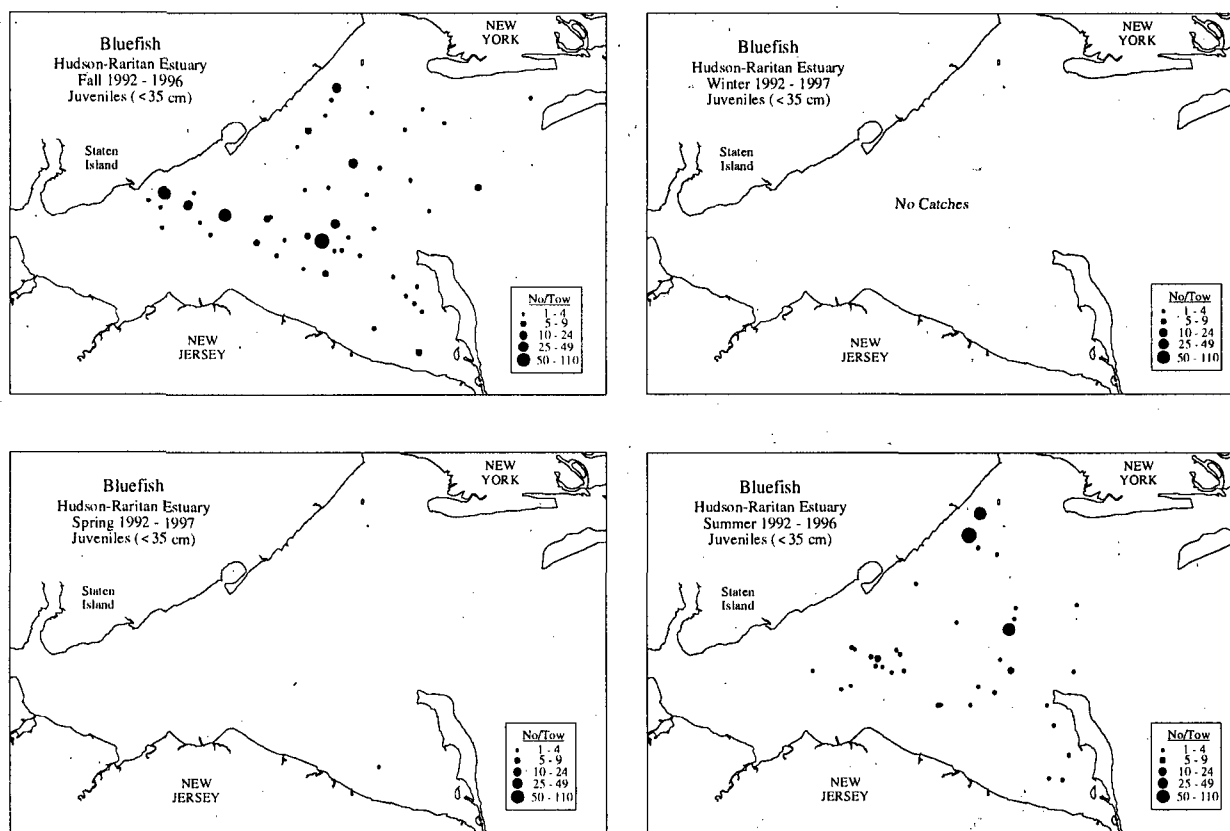 Bluefish
Hudson-Raritan Estuary
Fall 1992 - 1996
Juveniles (<35 cm)
NEW
YORK
Staten
Island
NEW
JERSEY
No/Tow
1 - 4
5 - 9
10 - 24
25 - 49
50 - 110
Bluefish
Hudson-Raritan Estuary
Winter 1992 - 1997
Juveniles (<35 cm)
NEW
YORK
Staten
Island
No Catches
NEW
JERSEY
No/Tow
1 - 4
5 - 9
10 - 24
25 - 49
50 - 110
Bluefish
Hudson-Raritan Estuary
Spring 1992 - 1997
Juveniles (<35 cm)
NEW
YORK
Staten
Island
NEW
JERSEY
No/Tow
1 - 4
5 - 9
10 - 24
25 - 49
50 - 110
Bluefish
Hudson-Raritan Estuary
Summer 1992 - 1996
Juveniles (<35 cm)
NEW
YORK
Staten
Island
NEW
JERSEY
No/Tow
1 - 4
5 - 9
10 - 24
25 - 49
50 - 110